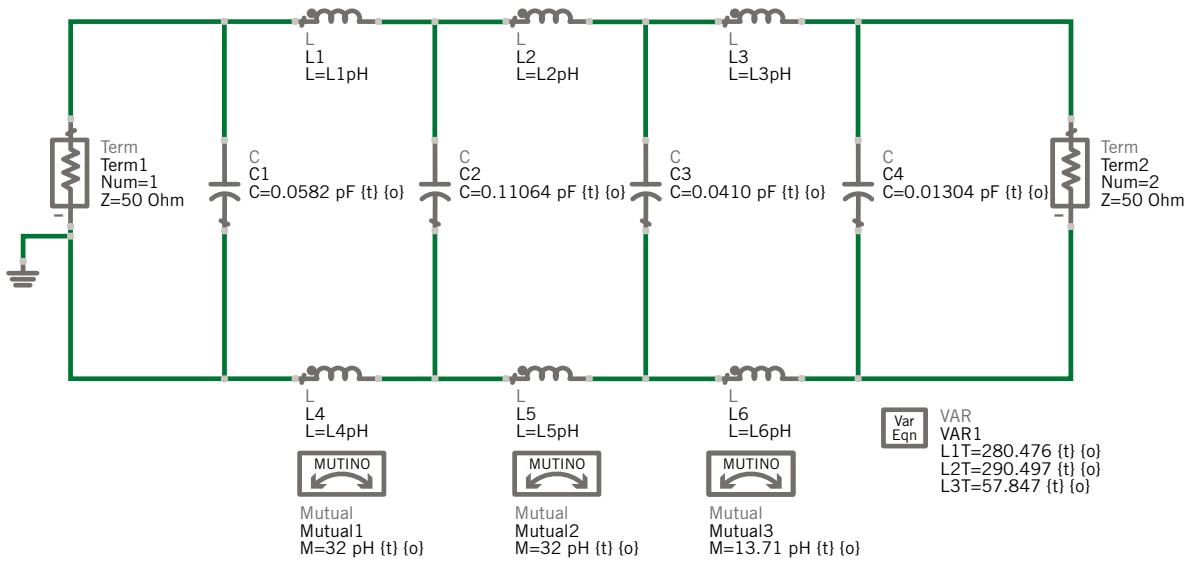 L
L1
L=L1pH
L
L2
L=L2pH
L
L3
L=L3pH
Term
Term1
Num=1
Z=50 Ohm
C
C1
C=0.0582 pF {t} {o}
C
C2
C=0.11064 pF {t} {o}
C
C3
C=0.0410 pF {t} {o}
C
C4
C=0.01304 pF {t} {o}
Term
Term2
Num=2
Z=50 Ohm
L
L4
L=L4pH
L
L5
L=L5pH
L
L6
L=L6pH
MUTINO
Mutual
Mutual1
M=32 pH {t} {o}
MUTINO
Mutual
Mutual2
M=32 pH {t} {o}
MUTINO
Mutual
Mutual3
M=13.71 pH {t} {o}
Var
Eqn
VAR
VAR1
L1T=280.476 {t} {o}
L2T=290.497 {t} {o}
L3T=57.847 {t} {o}